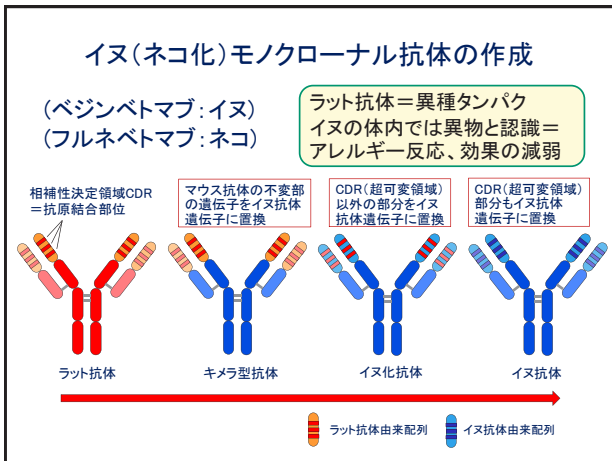 イヌ(ネコ化)モノクローナル抗体の作成
(ベジンベトマブ:イヌ)
(フルネベトマブ:ネコ)
ラット抗体=異種タンパク
イヌの体内では異物と認識=
アレルギー反応、効果の減弱
相補性決定領域CDR
=抗原結合部位
マウス抗体の不変部
の遺伝子をイヌ抗体
遺伝子に置換
CDR(超可変領域)
以外の部分をイヌ
抗体遺伝子に置換
CDR(超可変領域)
部分もイヌ抗体
遺伝子に置換
ラット抗体
キメラ型抗体
イヌ化抗体
イヌ抗体
ラット抗体由来配列
イヌ抗体由来配列